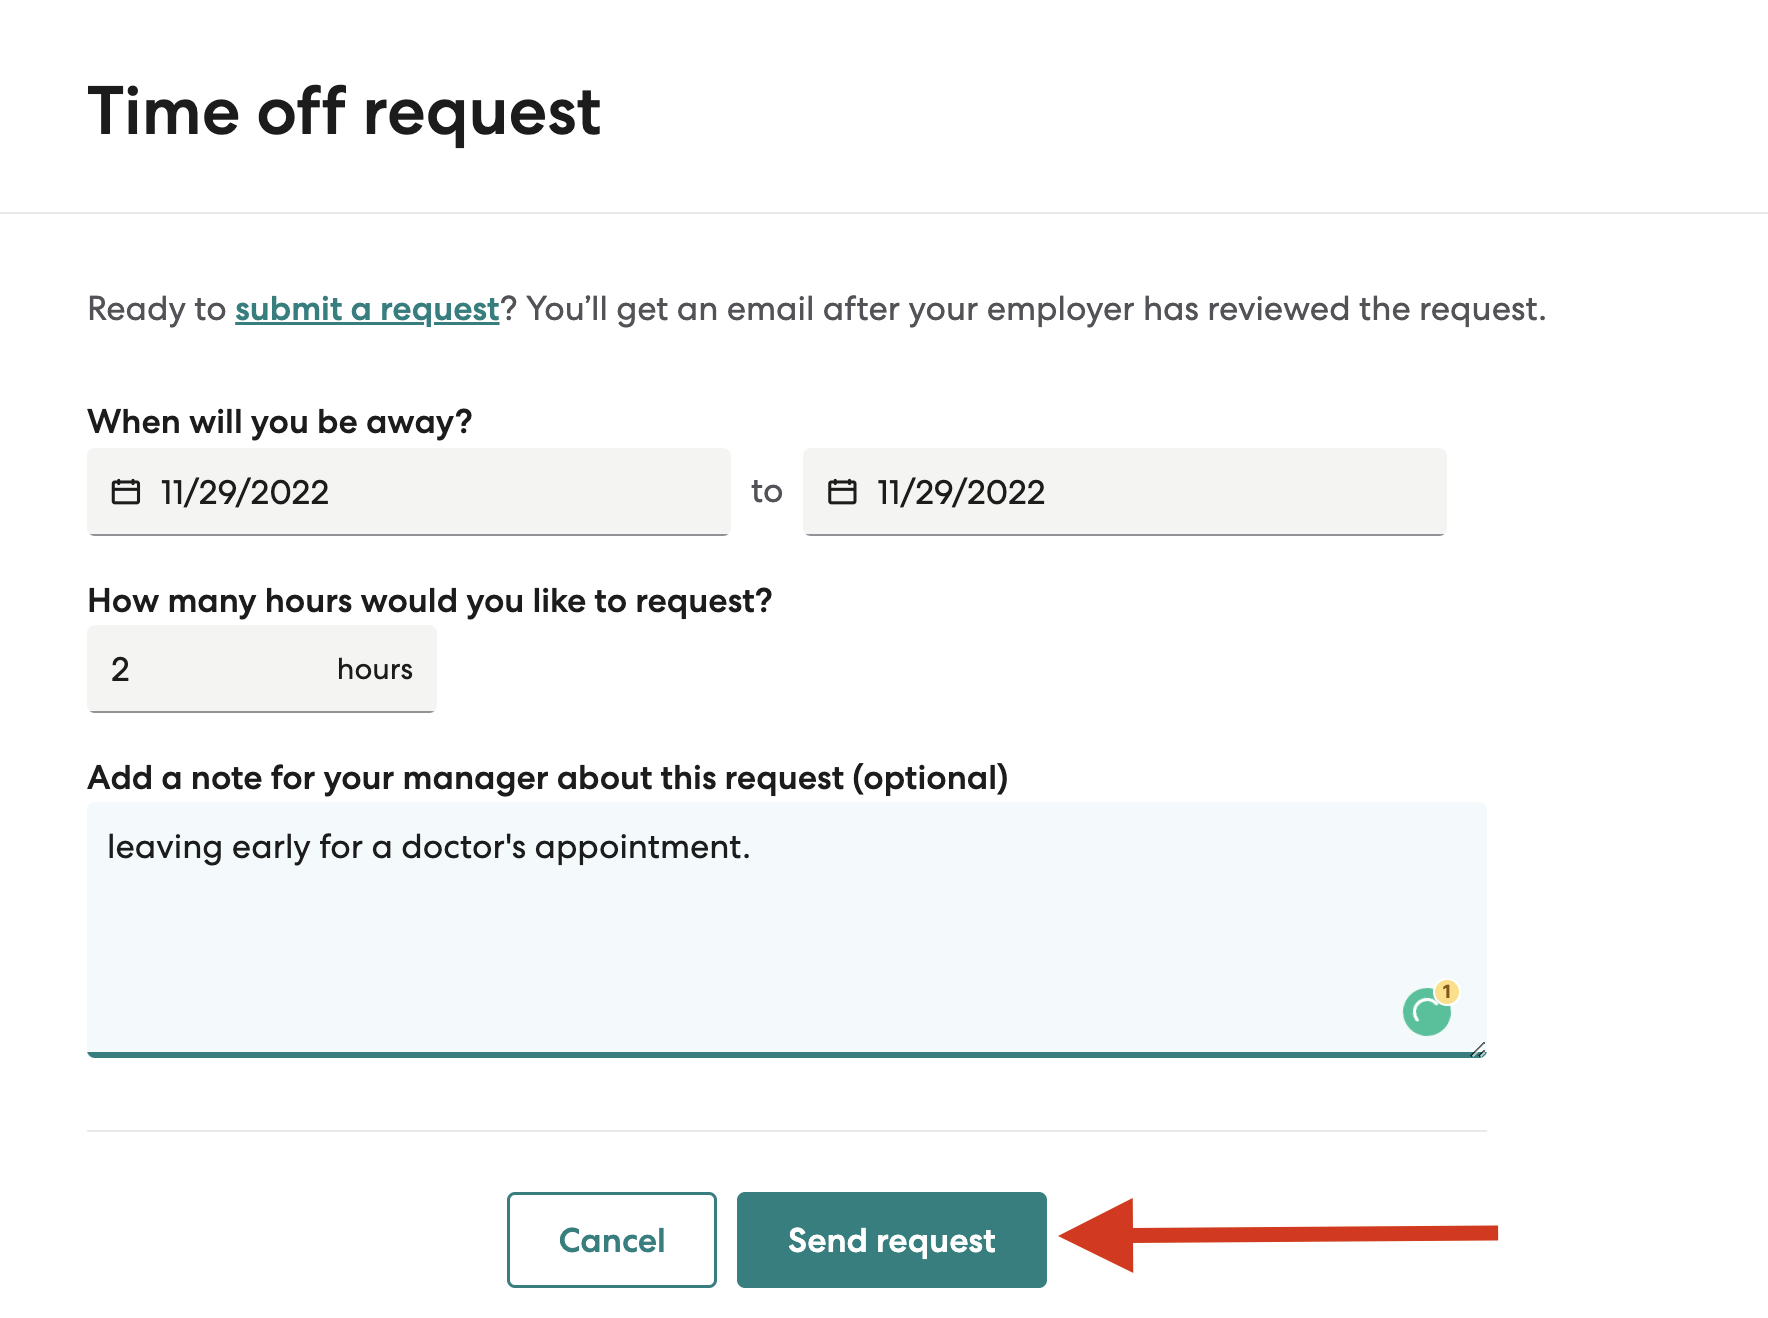 Time off request
Ready to submit a request? You’ll get an email after your employer has reviewed the request.
When will you be away?
11/29/2022 to 11/29/2022
How many hours would you like to request?
2 hours
Add a note for your manager about this request (optional)
leaving early for a doctor's appointment.
1
Cancel Send request